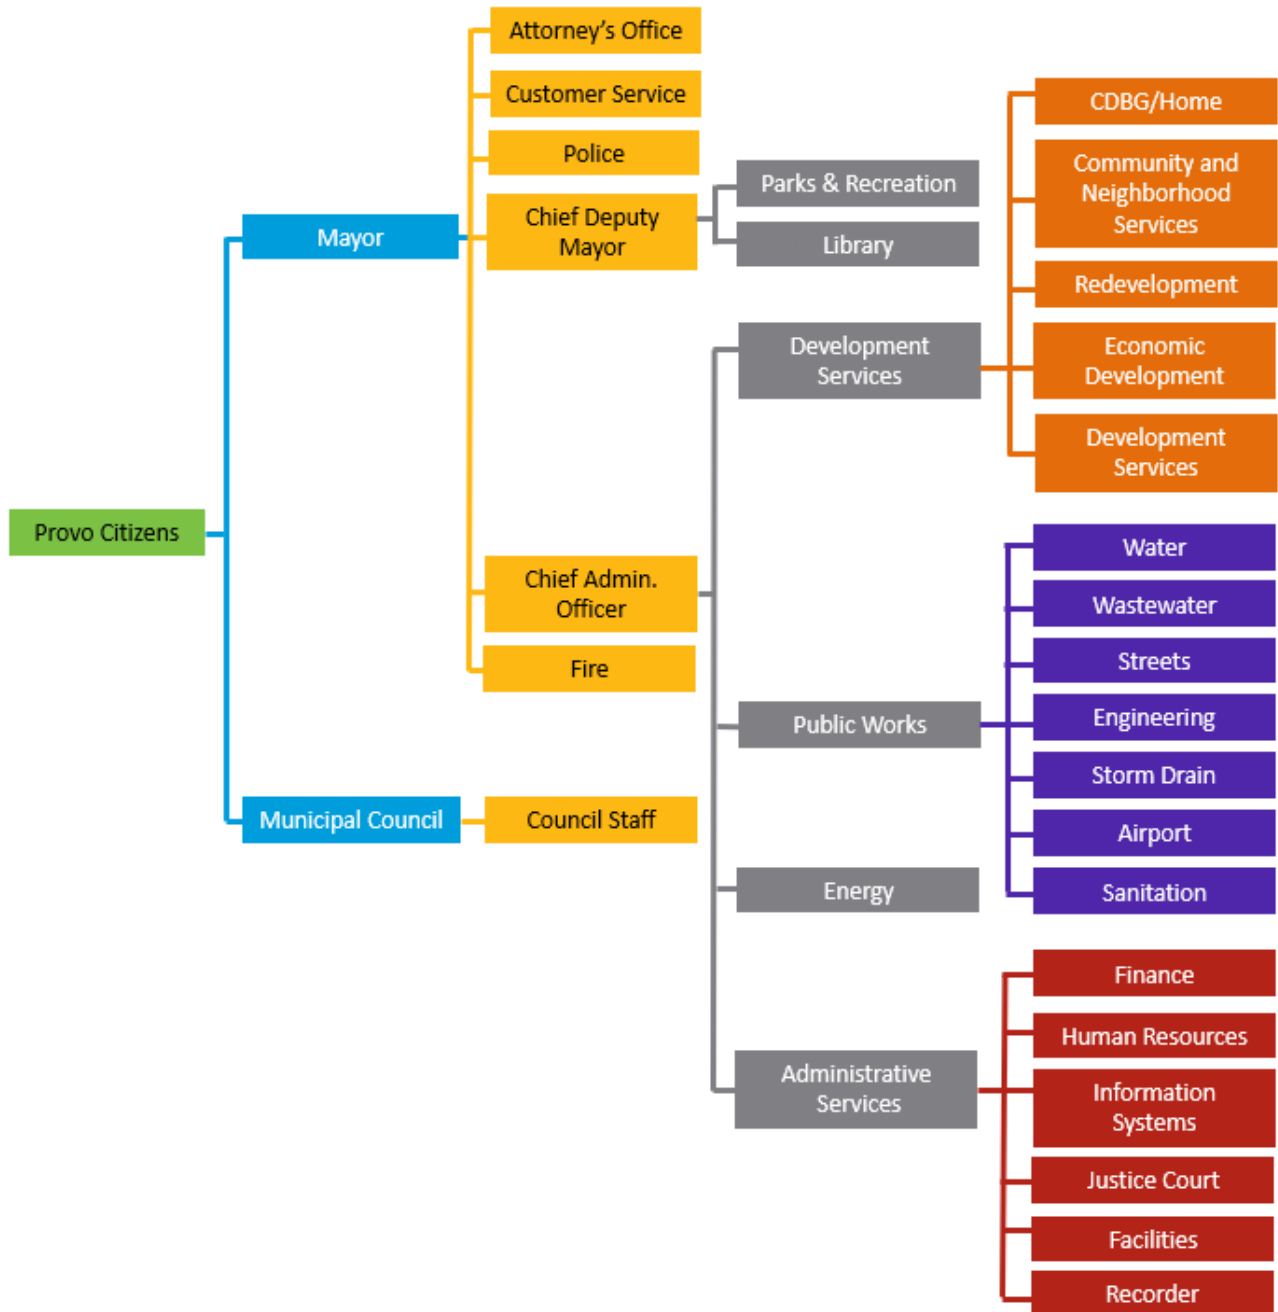 Attorney's Office
Customer Service
Police
Chief Deputy
Mayor
Mayor
Parks & Recreation
Library
CDBG/Home
Community and
Neighborhood
Services
Redevelopment
Economic
Development
Development
Services
Development
Services
Provo Citizens
Chief Admin.
Officer
Fire
Municipal Council
Council Staff
Public Works
Energy
Administrative
Services
Water
Wastewater
Streets
Engineering
Storm Drain
Airport
Sanitation
Finance
Human Resources
Information
Systems
Justice Court
Facilities
Recorder